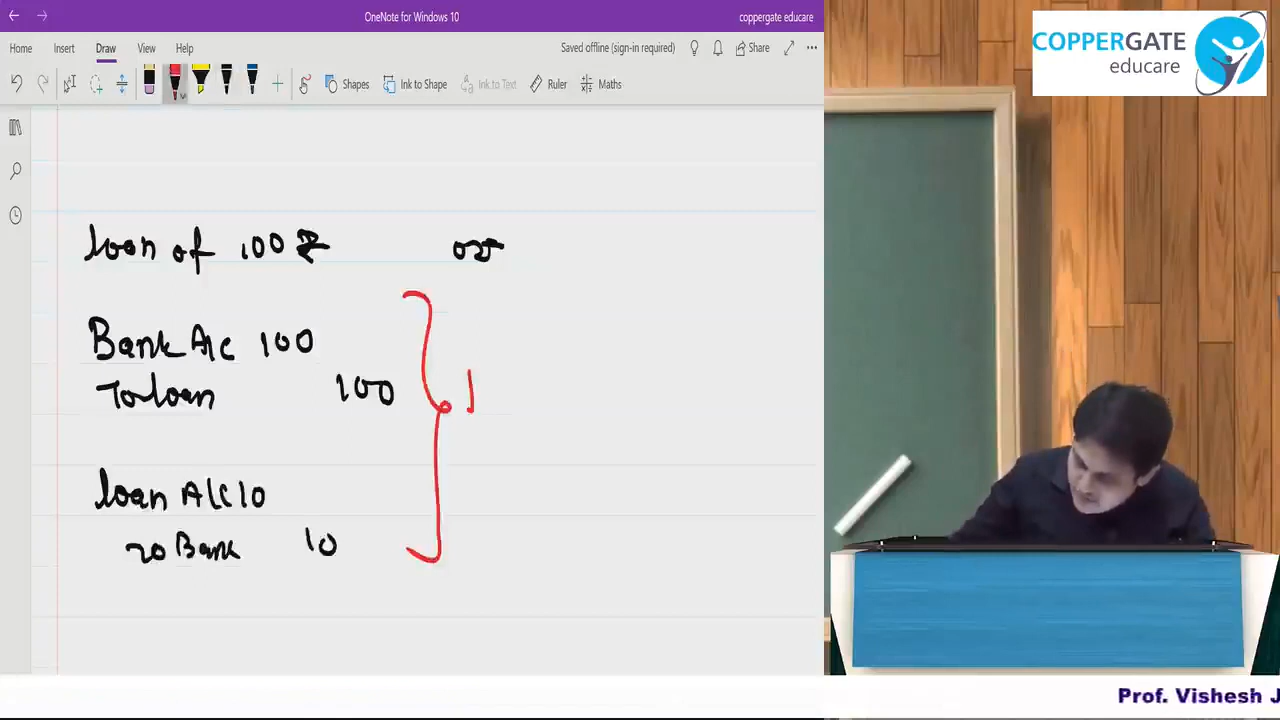 OneNote for Windows 10
coppergate educare
Home Insert Draw View Help
Saved offline (sign-in required)
Share
Shapes
Ink to Shape
Ink to Text
Ruler
Maths
COPPERGATE
educare
loan of 100 ₹
Bank A/c 100
To loan 100
loan A/c 10
To Bank 10
1
Prof. Vishesh J